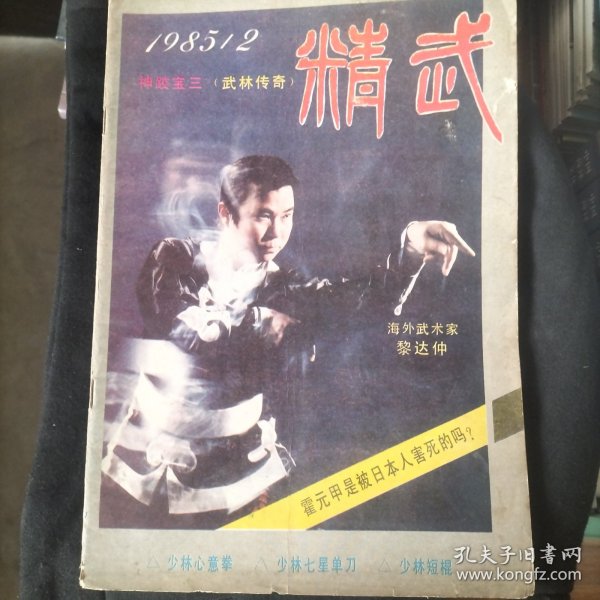 1985/2
精武
神跤宝三（武林传奇）
海外武术家
黎达仲
霍元甲是被日本人害死的吗？
△ 少林心意拳 △ 少林七星单刀 △ 少林短棍
孔夫子旧书网
www.kongfz.com